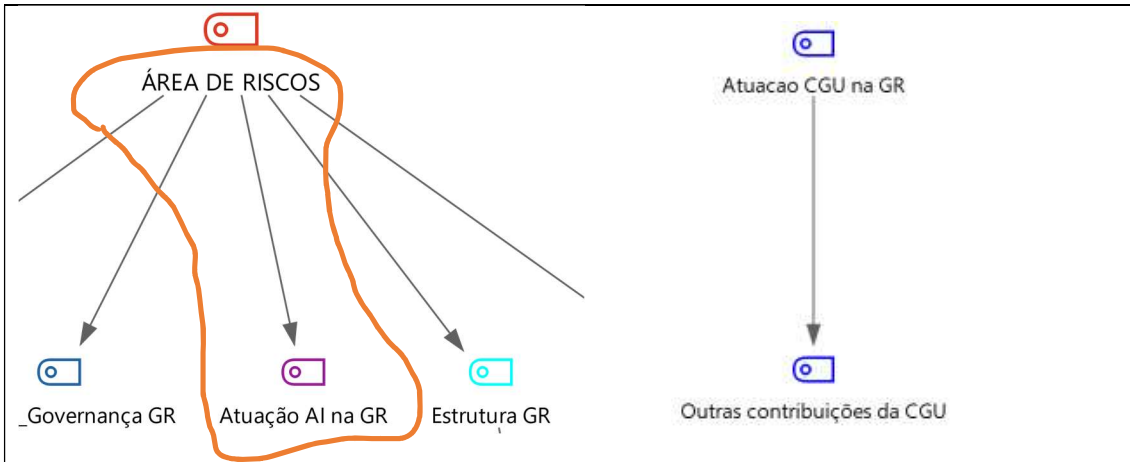 ÁREA DE RISCOS
_Governança GR
Atuação AI na GR
Estrutura GR
Atuacao CGU na GR
Outras contribuições da CGU